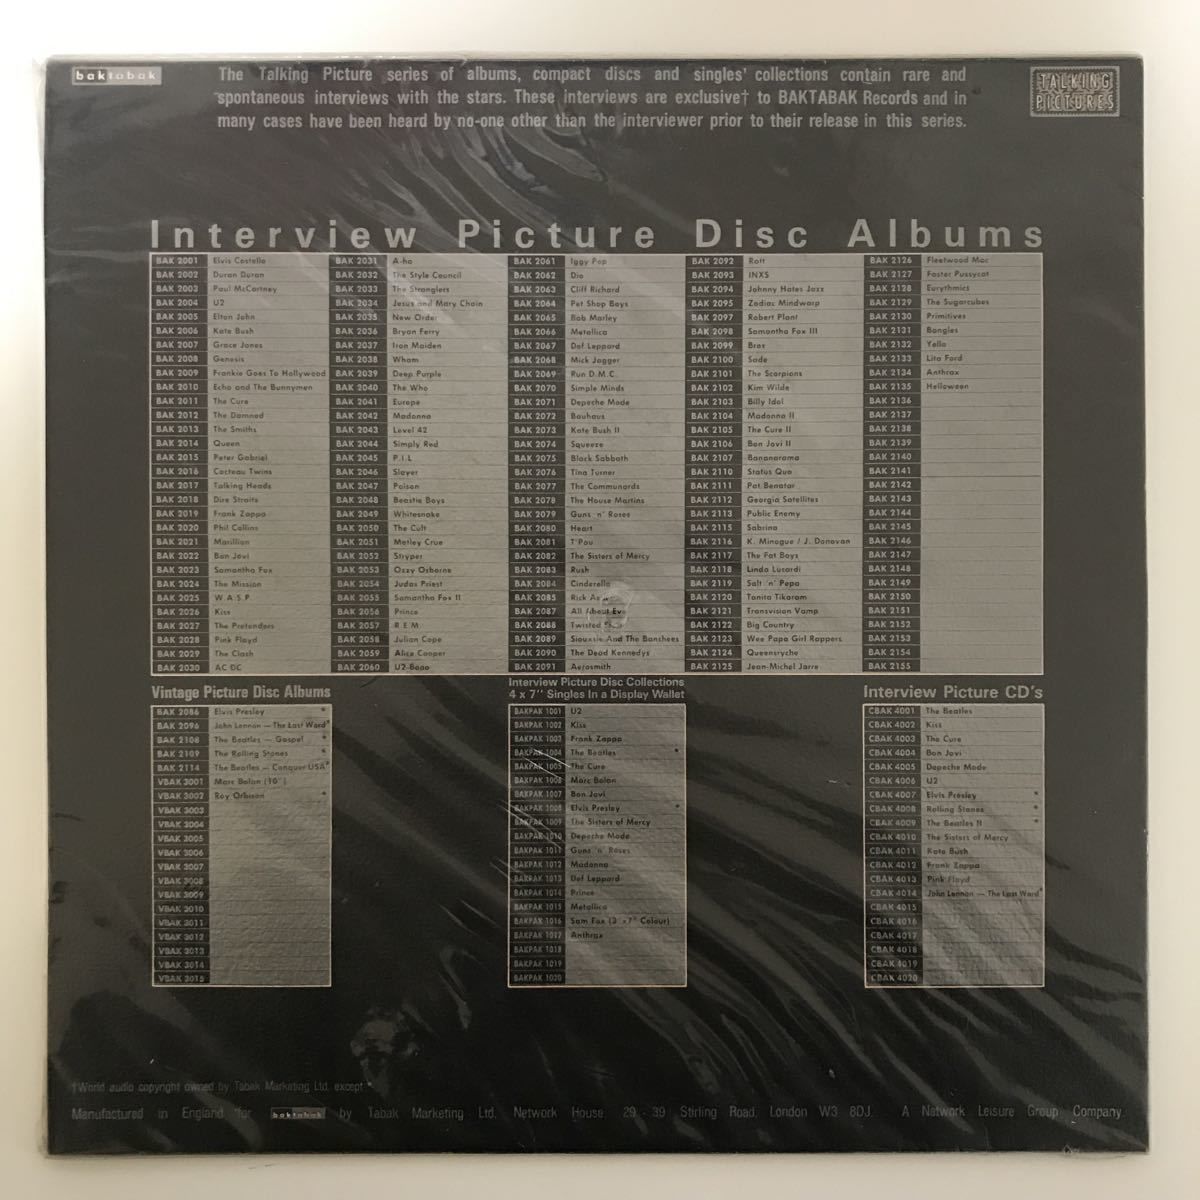 baktabak
The Talking Picture series of albums, compact discs and singles' collections contain rare and
spontaneous interviews with the stars. These interviews are exclusive† to BAKTABAK Records and in
many cases have been heard by no-one other than the interviewer prior to their release in this series.
TALKING
PICTURES
Interview Picture Disc Albums
BAK 2001 Elvis Costello
BAK 2002 Duran Duran
BAK 2003 Paul McCartney
BAK 2004 U2
BAK 2005 Elton John
BAK 2006 Kate Bush
BAK 2007 Grace Jones
BAK 2008 Genesis
BAK 2009 Frankie Goes To Hollywood
BAK 2010 Echo and The Bunnymen
BAK 2011 The Cure
BAK 2012 The Damned
BAK 2013 The Smiths
BAK 2014 Queen
BAK 2015 Peter Gabriel
BAK 2016 Cocteau Twins
BAK 2017 Talking Heads
BAK 2018 Dire Straits
BAK 2019 Frank Zappa
BAK 2020 Phil Collins
BAK 2021 Marillion
BAK 2022 Bon Jovi
BAK 2023 Samantha Fox
BAK 2024 The Mission
BAK 2025 W.A.S.P
BAK 2026 Kiss
BAK 2027 The Pretenders
BAK 2028 Pink Floyd
BAK 2029 The Clash
BAK 2030 AC DC
BAK 2031 A-ha
BAK 2032 The Style Council
BAK 2033 The Stranglers
BAK 2034 Jesus and Mary Chain
BAK 2035 New Order
BAK 2036 Bryan Ferry
BAK 2037 Iron Maiden
BAK 2038 Wham
BAK 2039 Deep Purple
BAK 2040 The Who
BAK 2041 Europe
BAK 2042 Madonna
BAK 2043 Level 42
BAK 2044 Simply Red
BAK 2045 P.I.L
BAK 2046 Slayer
BAK 2047 Poison
BAK 2048 Beastie Boys
BAK 2049 Whitesnake
BAK 2050 The Cult
BAK 2051 Motley Crue
BAK 2052 Stryper
BAK 2053 Ozzy Osborne
BAK 2054 Judas Priest
BAK 2055 Samantha Fox II
BAK 2056 Prince
BAK 2057 R E M
BAK 2058 Julian Cope
BAK 2059 Alice Cooper
BAK 2060 U2-Bono
BAK 2061 Iggy Pop
BAK 2062 Dio
BAK 2063 Cliff Richard
BAK 2064 Pet Shop Boys
BAK 2065 Bob Marley
BAK 2066 Metallica
BAK 2067 Def Leppard
BAK 2068 Mick Jagger
BAK 2069 Run D.M.C.
BAK 2070 Simple Minds
BAK 2071 Depeche Mode
BAK 2072 Bauhaus
BAK 2073 Kate Bush II
BAK 2074 Squeeze
BAK 2075 Black Sabbath
BAK 2076 Tina Turner
BAK 2077 The Communards
BAK 2078 The House Martins
BAK 2079 Guns 'n' Roses
BAK 2080 Heart
BAK 2081 T'Pau
BAK 2082 The Sisters of Mercy
BAK 2083 Rush
BAK 2084 Cinderella
BAK 2085 Rick
BAK 2087 All About Eve
BAK 2088 Twisted
BAK 2089 Siouxsie And The Banshees
BAK 2090 The Dead Kennedys
BAK 2091 Aerosmith
BAK 2092 Ratt
BAK 2093 INXS
BAK 2094 Johnny Hates Jazz
BAK 2095 Zodiac Mindwarp
BAK 2097 Robert Plant
BAK 2098 Samantha Fox III
BAK 2099 Bros
BAK 2100 Sade
BAK 2101 The Scorpions
BAK 2102 Kim Wilde
BAK 2103 Billy Idol
BAK 2104 Madonna II
BAK 2105 The Cure II
BAK 2106 Bon Jovi II
BAK 2107 Bananarama
BAK 2110 Status Quo
BAK 2111 Pat Benatar
BAK 2112 Georgia Satellites
BAK 2113 Public Enemy
BAK 2115 Sabrina
BAK 2116 K. Minogue / J. Donovan
BAK 2117 The Fat Boys
BAK 2118 Linda Lusardi
BAK 2119 Salt 'n' Pepa
BAK 2120 Tanita Tikaram
BAK 2121 Transvision Vamp
BAK 2122 Big Country
BAK 2123 Wee Papa Girl Rappers
BAK 2124 Queensryche
BAK 2125 Jean-Michel Jarre
BAK 2126 Fleetwood Mac
BAK 2127 Faster Pussycat
BAK 2128 Eurythmics
BAK 2129 The Sugarcubes
BAK 2130 Primitives
BAK 2131 Bangles
BAK 2132 Yello
BAK 2133 Lita Ford
BAK 2134 Anthrax
BAK 2135 Helloween
BAK 2136
BAK 2137
BAK 2138
BAK 2139
BAK 2140
BAK 2141
BAK 2142
BAK 2143
BAK 2144
BAK 2145
BAK 2146
BAK 2147
BAK 2148
BAK 2149
BAK 2150
BAK 2151
BAK 2152
BAK 2153
BAK 2154
BAK 2155
Vintage Picture Disc Albums
BAK 2086 Elvis Presley *
BAK 2096 John Lennon — The Last Word *
BAK 2108 The Beatles — Gospel *
BAK 2109 The Rolling Stones *
BAK 2114 The Beatles — Conquer USA *
VBAK 3001 Marc Bolan (10")
VBAK 3002 Roy Orbison *
VBAK 3003
VBAK 3004
VBAK 3005
VBAK 3006
VBAK 3007
VBAK 3008
VBAK 3009
VBAK 3010
VBAK 3011
VBAK 3012
VBAK 3013
VBAK 3014
VBAK 3015
Interview Picture Disc Collections
4 x 7" Singles In a Display Wallet
BAKPAK 1001 U2
BAKPAK 1002 Kiss
BAKPAK 1003 Frank Zappa
BAKPAK 1004 The Beatles *
BAKPAK 1005 The Cure
BAKPAK 1006 Marc Bolan
BAKPAK 1007 Bon Jovi
BAKPAK 1008 Elvis Presley *
BAKPAK 1009 The Sisters of Mercy
BAKPAK 1010 Depeche Mode
BAKPAK 1011 Guns 'n' Roses
BAKPAK 1012 Madonna
BAKPAK 1013 Def Leppard
BAKPAK 1014 Prince
BAKPAK 1015 Metallica
BAKPAK 1016 Sam Fox (3 x 7" Colour)
BAKPAK 1017 Anthrax
BAKPAK 1018
BAKPAK 1019
BAKPAK 1020
Interview Picture CD's
CBAK 4001 The Beatles
CBAK 4002 Kiss
CBAK 4003 The Cure
CBAK 4004 Bon Jovi
CBAK 4005 Depeche Mode
CBAK 4006 U2
CBAK 4007 Elvis Presley *
CBAK 4008 Rolling Stones *
CBAK 4009 The Beatles II *
CBAK 4010 The Sisters of Mercy
CBAK 4011 Kate Bush
CBAK 4012 Frank Zappa
CBAK 4013 Pink Floyd
CBAK 4014 John Lennon — The Last Word *
CBAK 4015
CBAK 4016
CBAK 4017
CBAK 4018
CBAK 4019
CBAK 4020
†World audio copyright owned by Tabak Marketing Ltd. except *
Manufactured in England for baktabak by Tabak Marketing Ltd. Network House. 29 - 39 Stirling Road, London W3 8DJ. A Network Leisure Group Company.